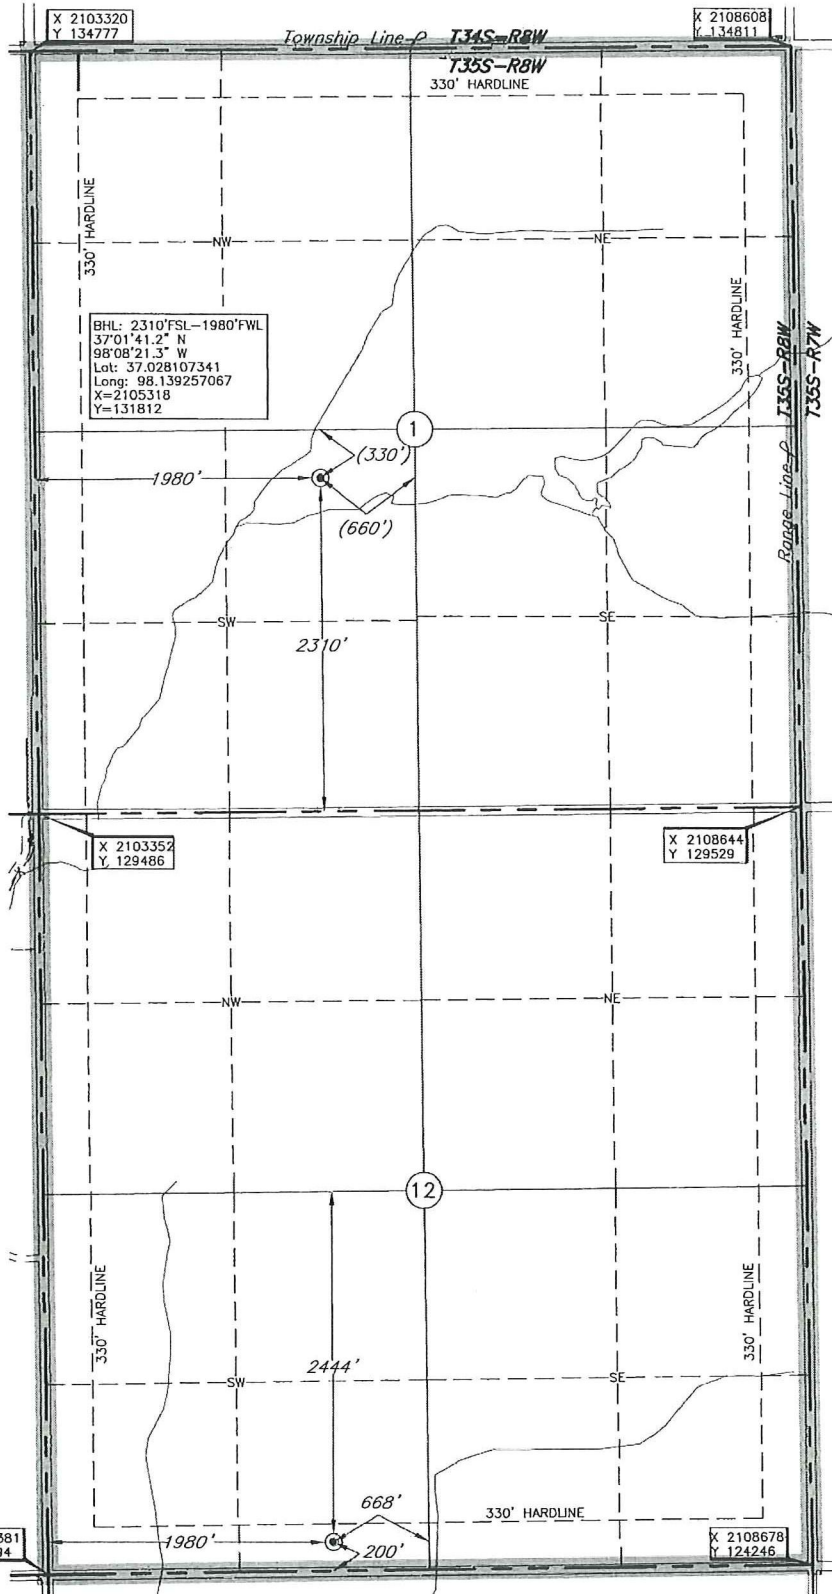 X 2103320
Y 134777
X 2108608
Y 134811
Township Line
T34S-R8W
T35S-R8W
330' HARDLINE
330' HARDLINE
NW
NE
330' HARDLINE
BHL: 2310'FSL-1980'FWL
37°01'41.2" N
98°08'21.3" W
Lat: 37.028107341
Long: 98.139257067
X=2105318
Y=131812
T35S-R8W
T35S-R7W
Range Line
1
(330')
1980'
(660')
SW
SE
2310'
X 2103352
Y 129486
X 2108644
Y 129529
NW
NE
12
330' HARDLINE
330' HARDLINE
2444'
SW
SE
668'
330' HARDLINE
1980'
200'
381
94
X 2108678
Y 124246